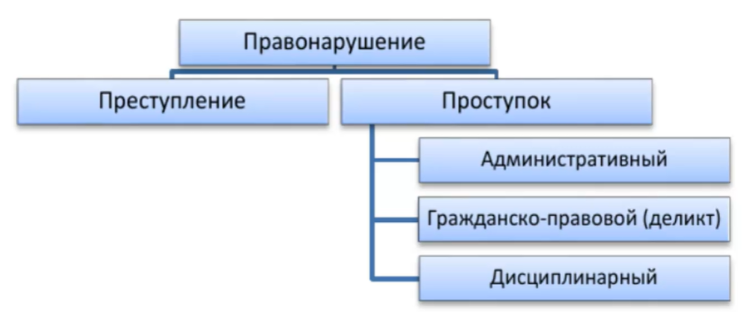 Правонарушение
Преступление
Проступок
Административный
Гражданско-правовой (деликт)
Дисциплинарный